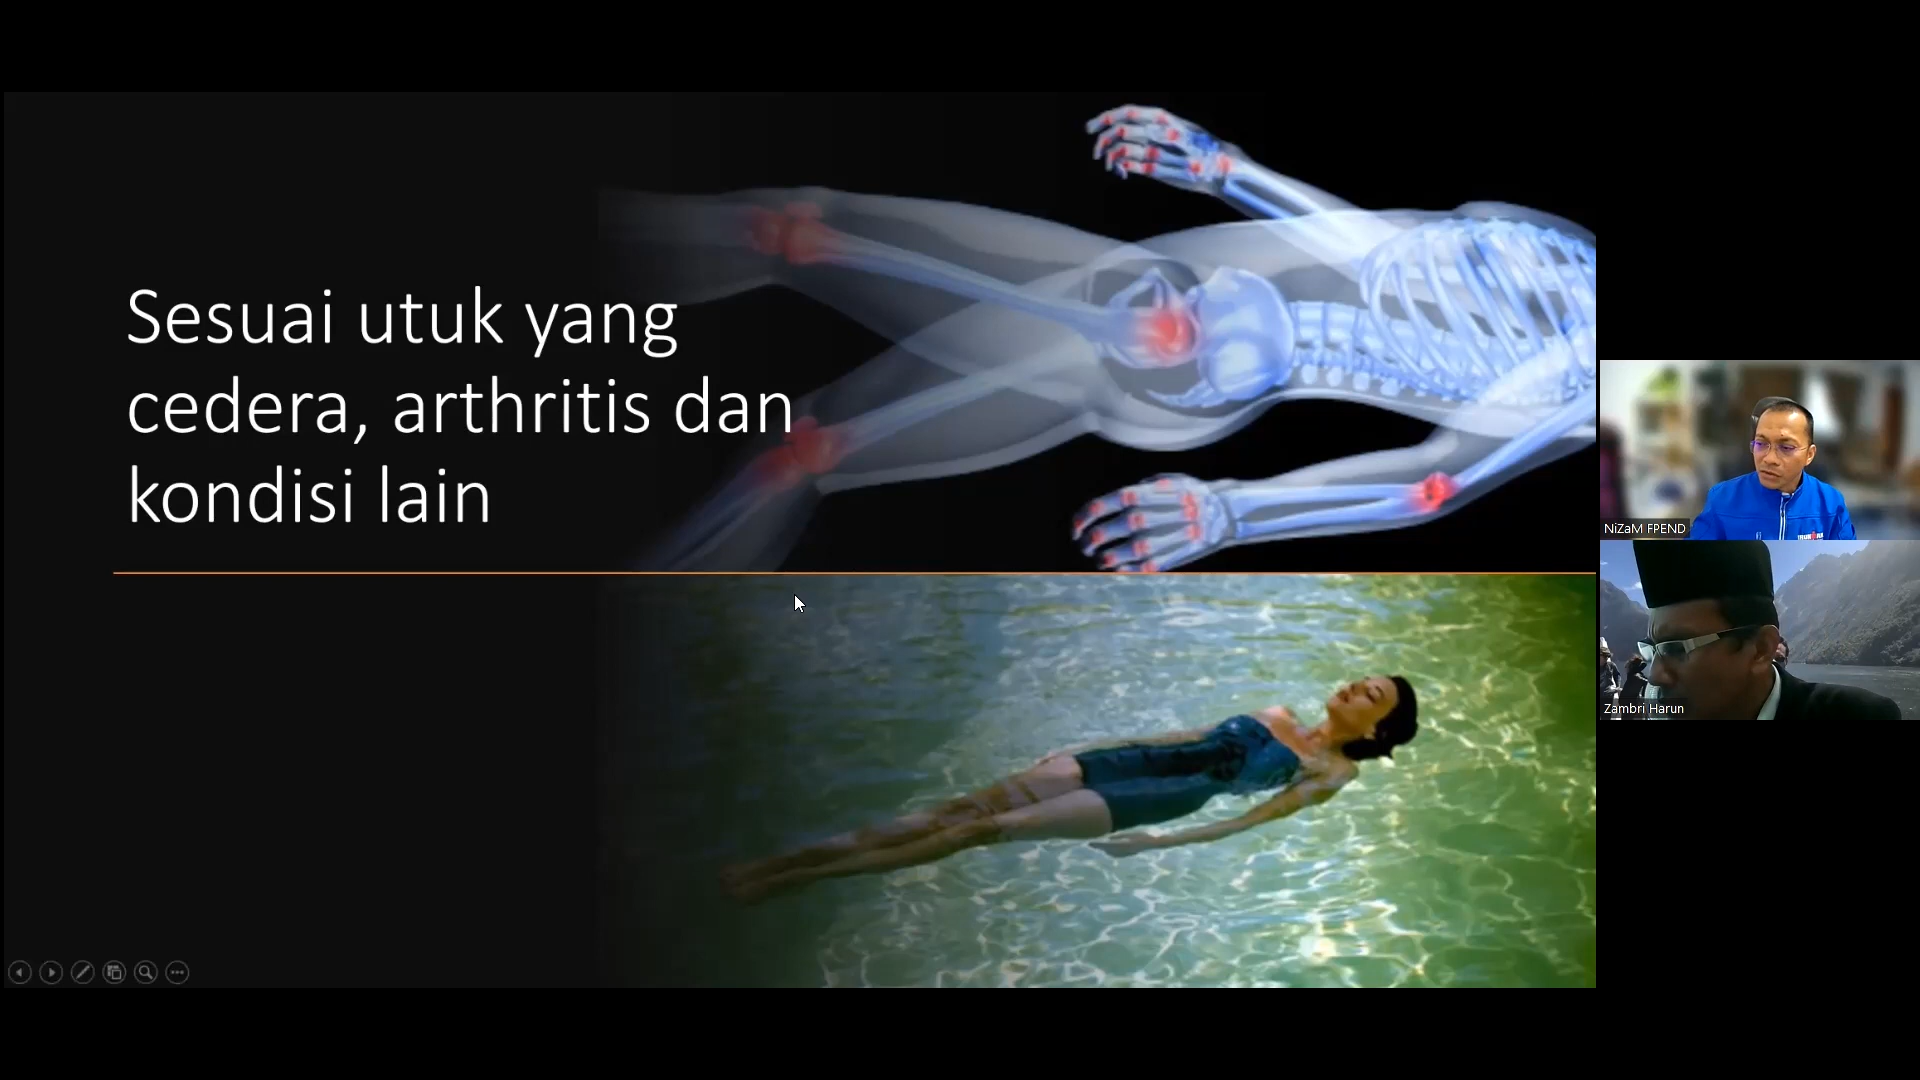 Sesuai utuk yang
cedera, arthritis dan
kondisi lain
NiZaM FPEND
Zambri Harun